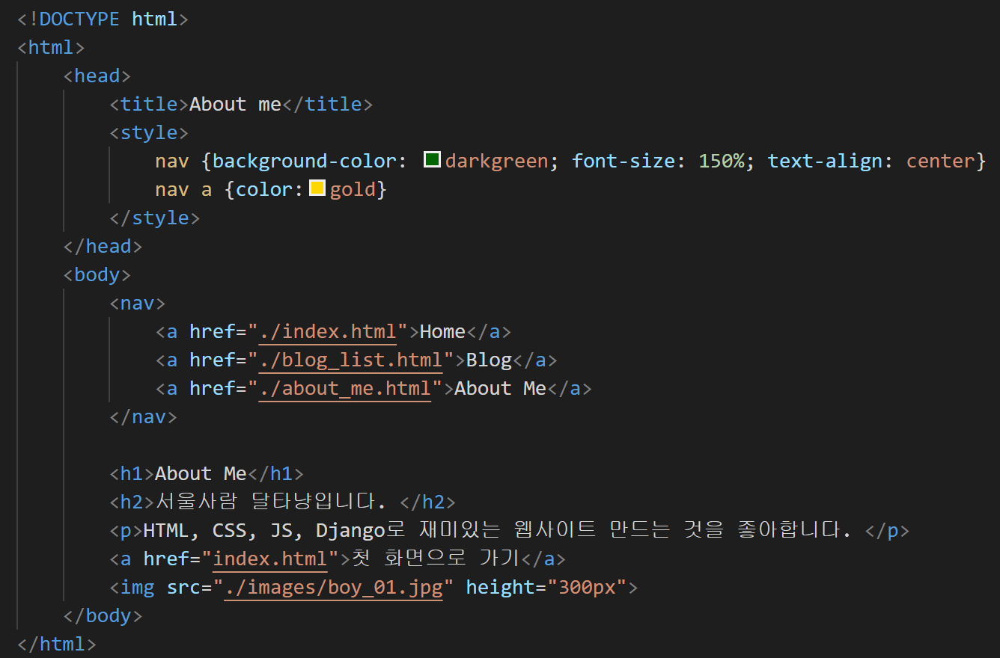 <!DOCTYPE html>
<html>
<head>
<title>About me</title>
<style>
nav {background-color: darkgreen; font-size: 150%; text-align: center}
nav a {color:gold}
</style>
</head>
<body>
<nav>
<a href="./index.html">Home</a>
<a href="./blog_list.html">Blog</a>
<a href="./about_me.html">About Me</a>
</nav>
<h1>About Me</h1>
<h2>서울사람 달타냥입니다. </h2>
<p>HTML, CSS, JS, Django로 재미있는 웹사이트 만드는 것을 좋아합니다. </p>
<a href="index.html">첫 화면으로 가기</a>
<img src="./images/boy_01.jpg" height="300px">
</body>
</html>